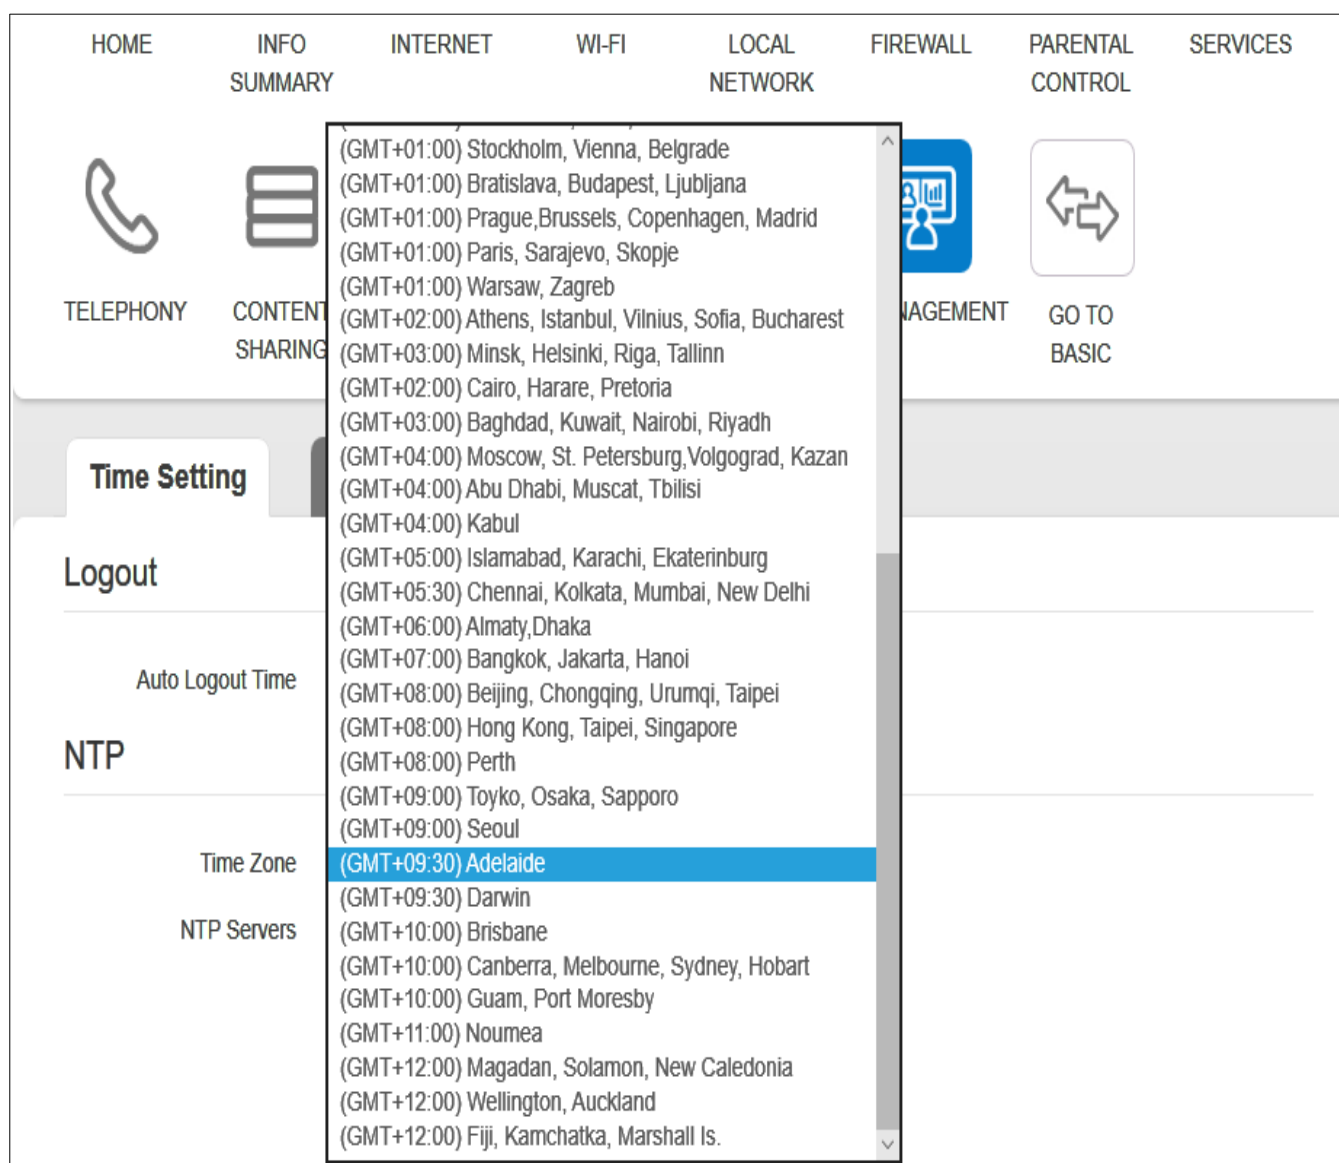 HOME
INFO
SUMMARY
INTERNET
WI-FI
LOCAL
NETWORK
FIREWALL
PARENTAL
CONTROL
SERVICES
TELEPHONY
CONTENT
SHARING
GO TO
BASIC
Time Setting
Logout
Auto Logout Time
NTP
Time Zone
NTP Servers
(GMT+01:00) Stockholm, Vienna, Belgrade
(GMT+01:00) Bratislava, Budapest, Ljubljana
(GMT+01:00) Prague,Brussels, Copenhagen, Madrid
(GMT+01:00) Paris, Sarajevo, Skopje
(GMT+01:00) Warsaw, Zagreb
(GMT+02:00) Athens, Istanbul, Vilnius, Sofia, Bucharest
(GMT+03:00) Minsk, Helsinki, Riga, Tallinn
(GMT+02:00) Cairo, Harare, Pretoria
(GMT+03:00) Baghdad, Kuwait, Nairobi, Riyadh
(GMT+04:00) Moscow, St. Petersburg,Volgograd, Kazan
(GMT+04:00) Abu Dhabi, Muscat, Tbilisi
(GMT+04:00) Kabul
(GMT+05:00) Islamabad, Karachi, Ekaterinburg
(GMT+05:30) Chennai, Kolkata, Mumbai, New Delhi
(GMT+06:00) Almaty,Dhaka
(GMT+07:00) Bangkok, Jakarta, Hanoi
(GMT+08:00) Beijing, Chongqing, Urumqi, Taipei
(GMT+08:00) Hong Kong, Taipei, Singapore
(GMT+08:00) Perth
(GMT+09:00) Toyko, Osaka, Sapporo
(GMT+09:00) Seoul
(GMT+09:30) Adelaide
(GMT+09:30) Darwin
(GMT+10:00) Brisbane
(GMT+10:00) Canberra, Melbourne, Sydney, Hobart
(GMT+10:00) Guam, Port Moresby
(GMT+11:00) Noumea
(GMT+12:00) Magadan, Solamon, New Caledonia
(GMT+12:00) Wellington, Auckland
(GMT+12:00) Fiji, Kamchatka, Marshall Is.